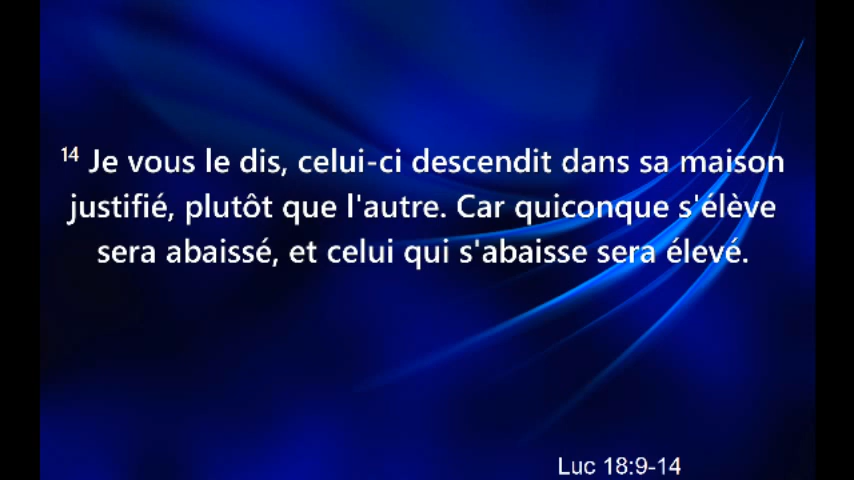 14 Je vous le dis, celui-ci descendit dans sa maison
justifié, plutôt que l'autre. Car quiconque s'élève
sera abaissé, et celui qui s'abaisse sera élevé.
Luc 18:9-14